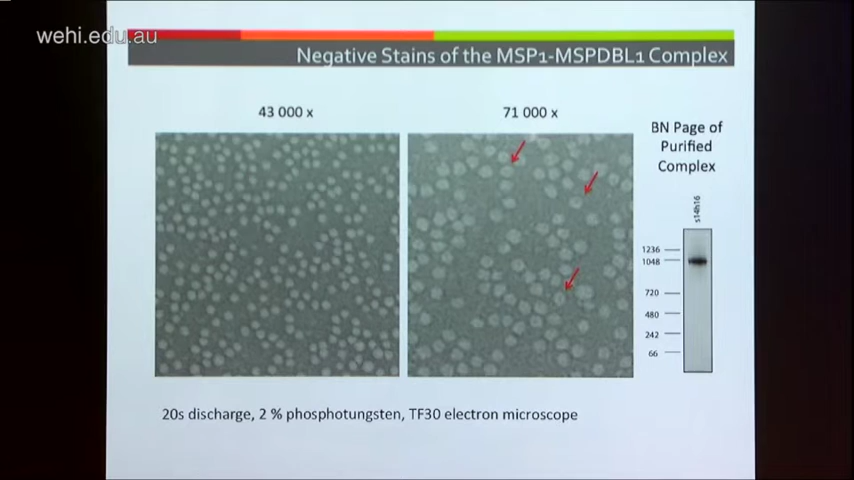 wehi.edu.au
Negative Stains of the MSP1-MSPDBL1 Complex
43 000 x
71 000 x
BN Page of
Purified
Complex
s14h16
1236
1048
720
480
242
66
20s discharge, 2 % phosphotungsten, TF30 electron microscope